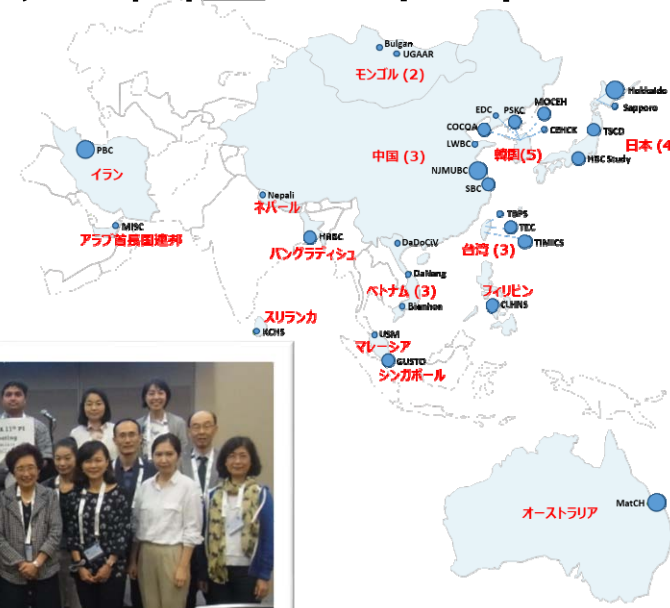 Bulgan
UGAAR
モンゴル (2)
Hokkaido
Sapporo
MOCEH
EDC
PSKC
COCOA
CBHCK
TSCD
日本 (4
LWBC
韓国(5)
中国 (3)
HBC Study
NJMUBC
SBC
PBC
イラン
Nepali
ネパール
MISC
アラブ首長国連邦
HRBC
バングラディシュ
TBPS
TEC
TIMICS
台湾 (3)
DaDoCiV
DaNang
ベトナム (3)
Bienhoa
フィリピン
CLHNS
スリランカ
KCHS
USM
マレーシア
GUSTO
シンガポール
11th PI
MatCH
オーストラリア